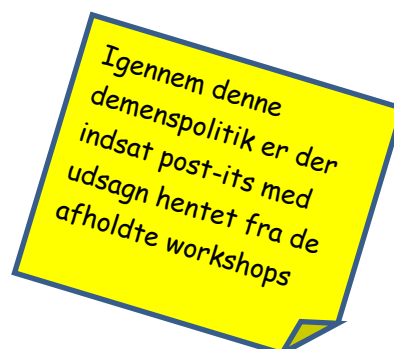 Igennem denne
demenspolitik er der
indsat post-its med
udsagn hentet fra de
afholdte workshops